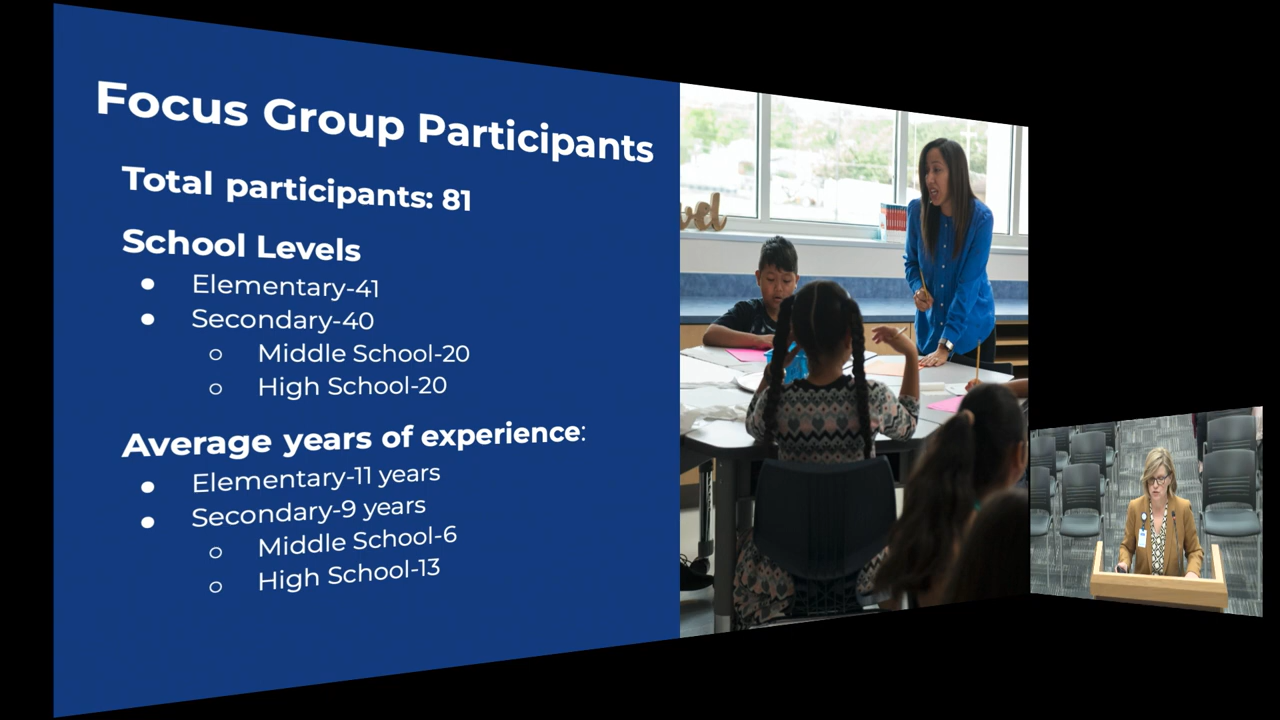 Focus Group Participants
Total participants: 81
School Levels
● Elementary-41
● Secondary-40
○ Middle School-20
○ High School-20
Average years of experience:
● Elementary-11 years
● Secondary-9 years
○ Middle School-6
○ High School-13
vel